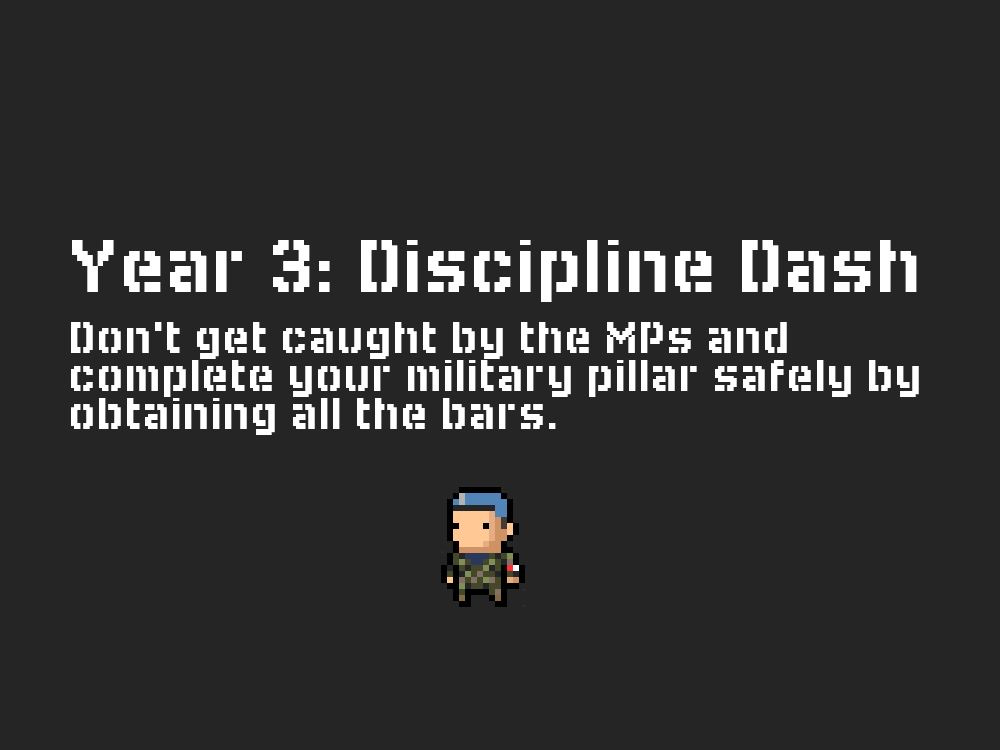 Year 3: Discipline Dash
Don't get caught by the MPs and
complete your military pillar safely by
obtaining all the bars.